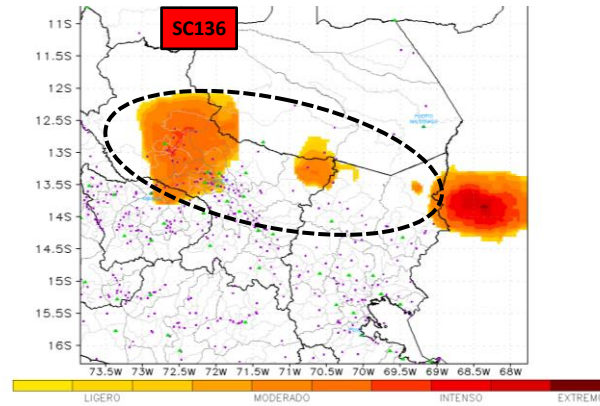 SC136
11S
11.5S
12S
12.5S
13S
13.5S
14S
14.5S
15S
15.5S
16S
PUERTO
MALDONADO
73.5W 73W 72.5W 72W 71.5W 71W 70.5W 70W 69.5W 69W 68.5W 68W
LIGERO MODERADO INTENSO EXTREMO